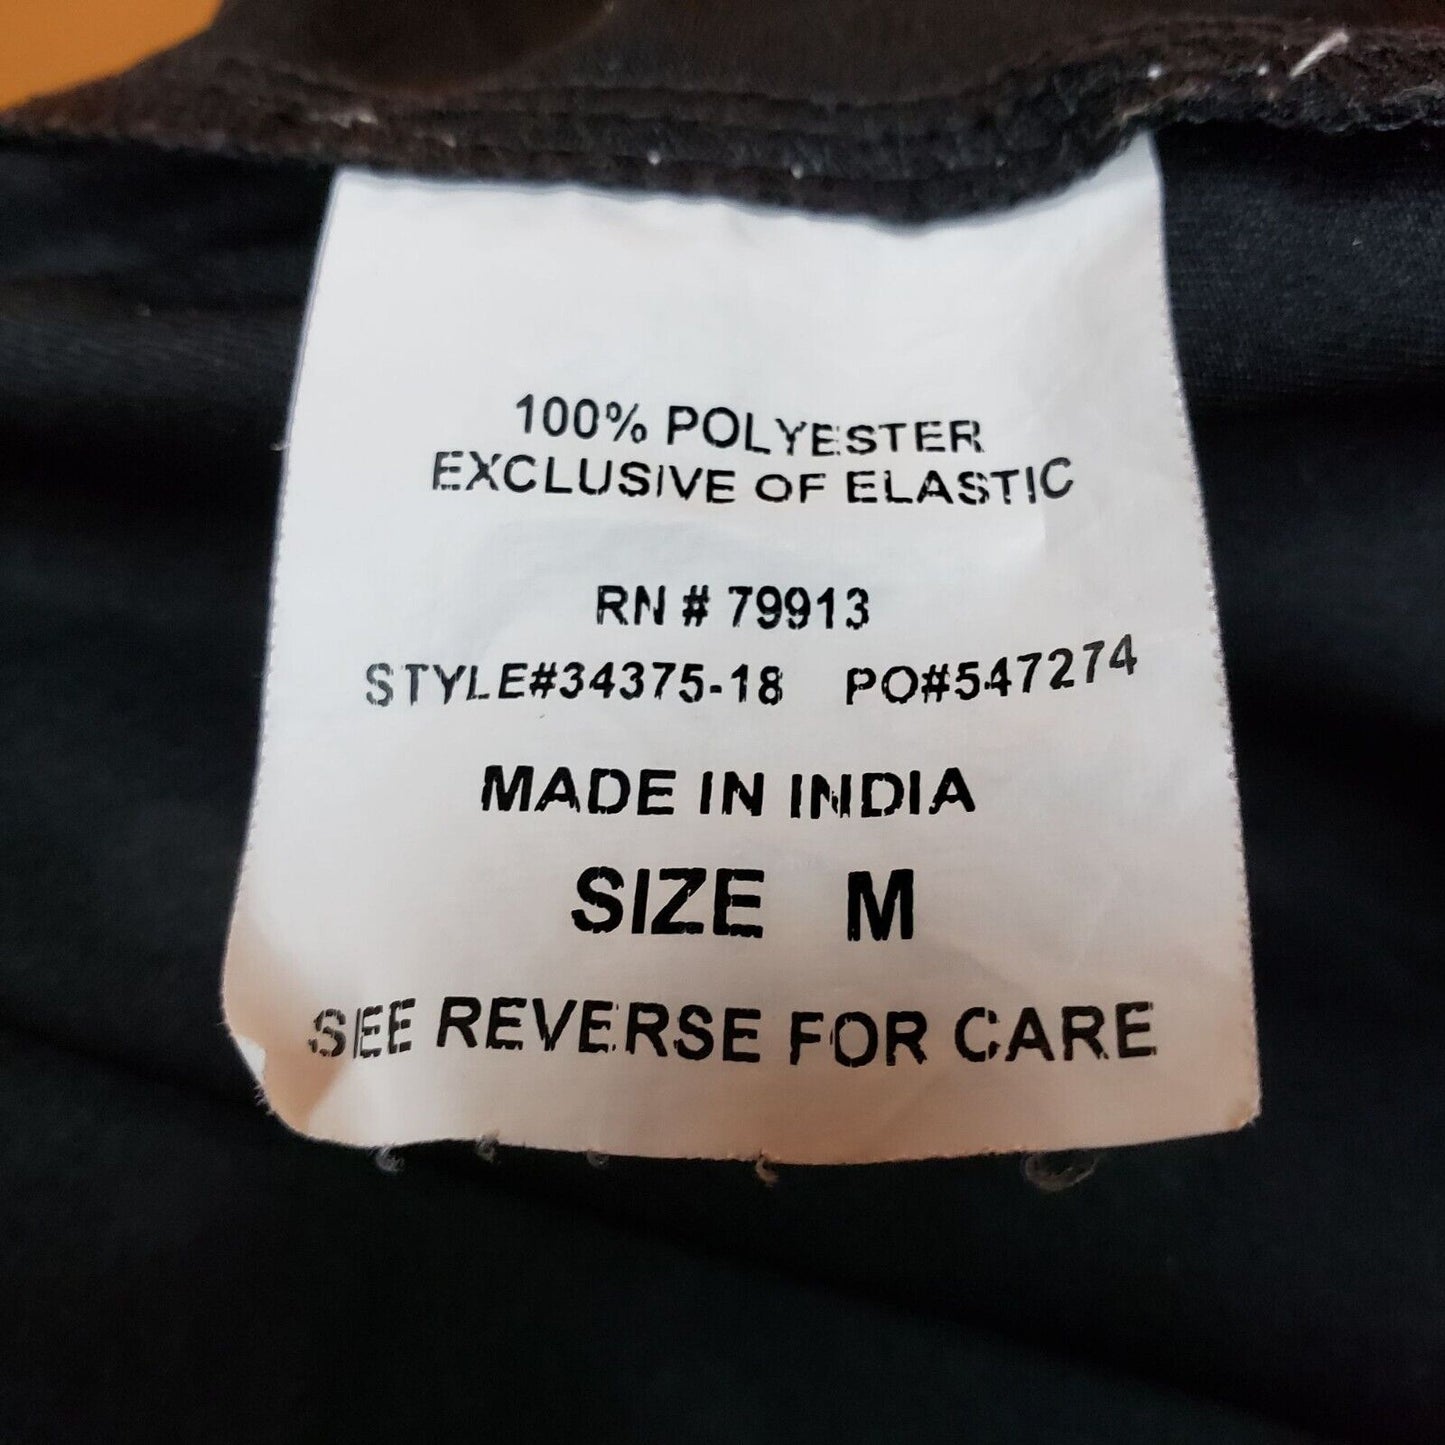 100% POLYESTER
EXCLUSIVE OF ELASTIC
RN # 79913
STYLE#34375-18 PO#547274
MADE IN INDIA
SIZE M
SEE REVERSE FOR CARE